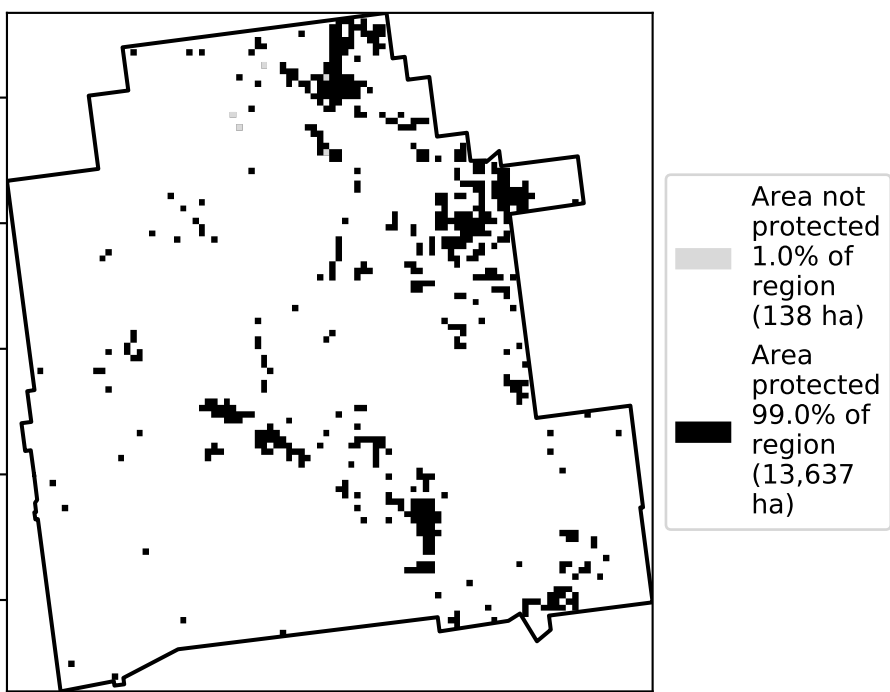 Area not
protected
1.0% of
region
(138 ha)
Area
protected
99.0% of
region
(13,637
ha)